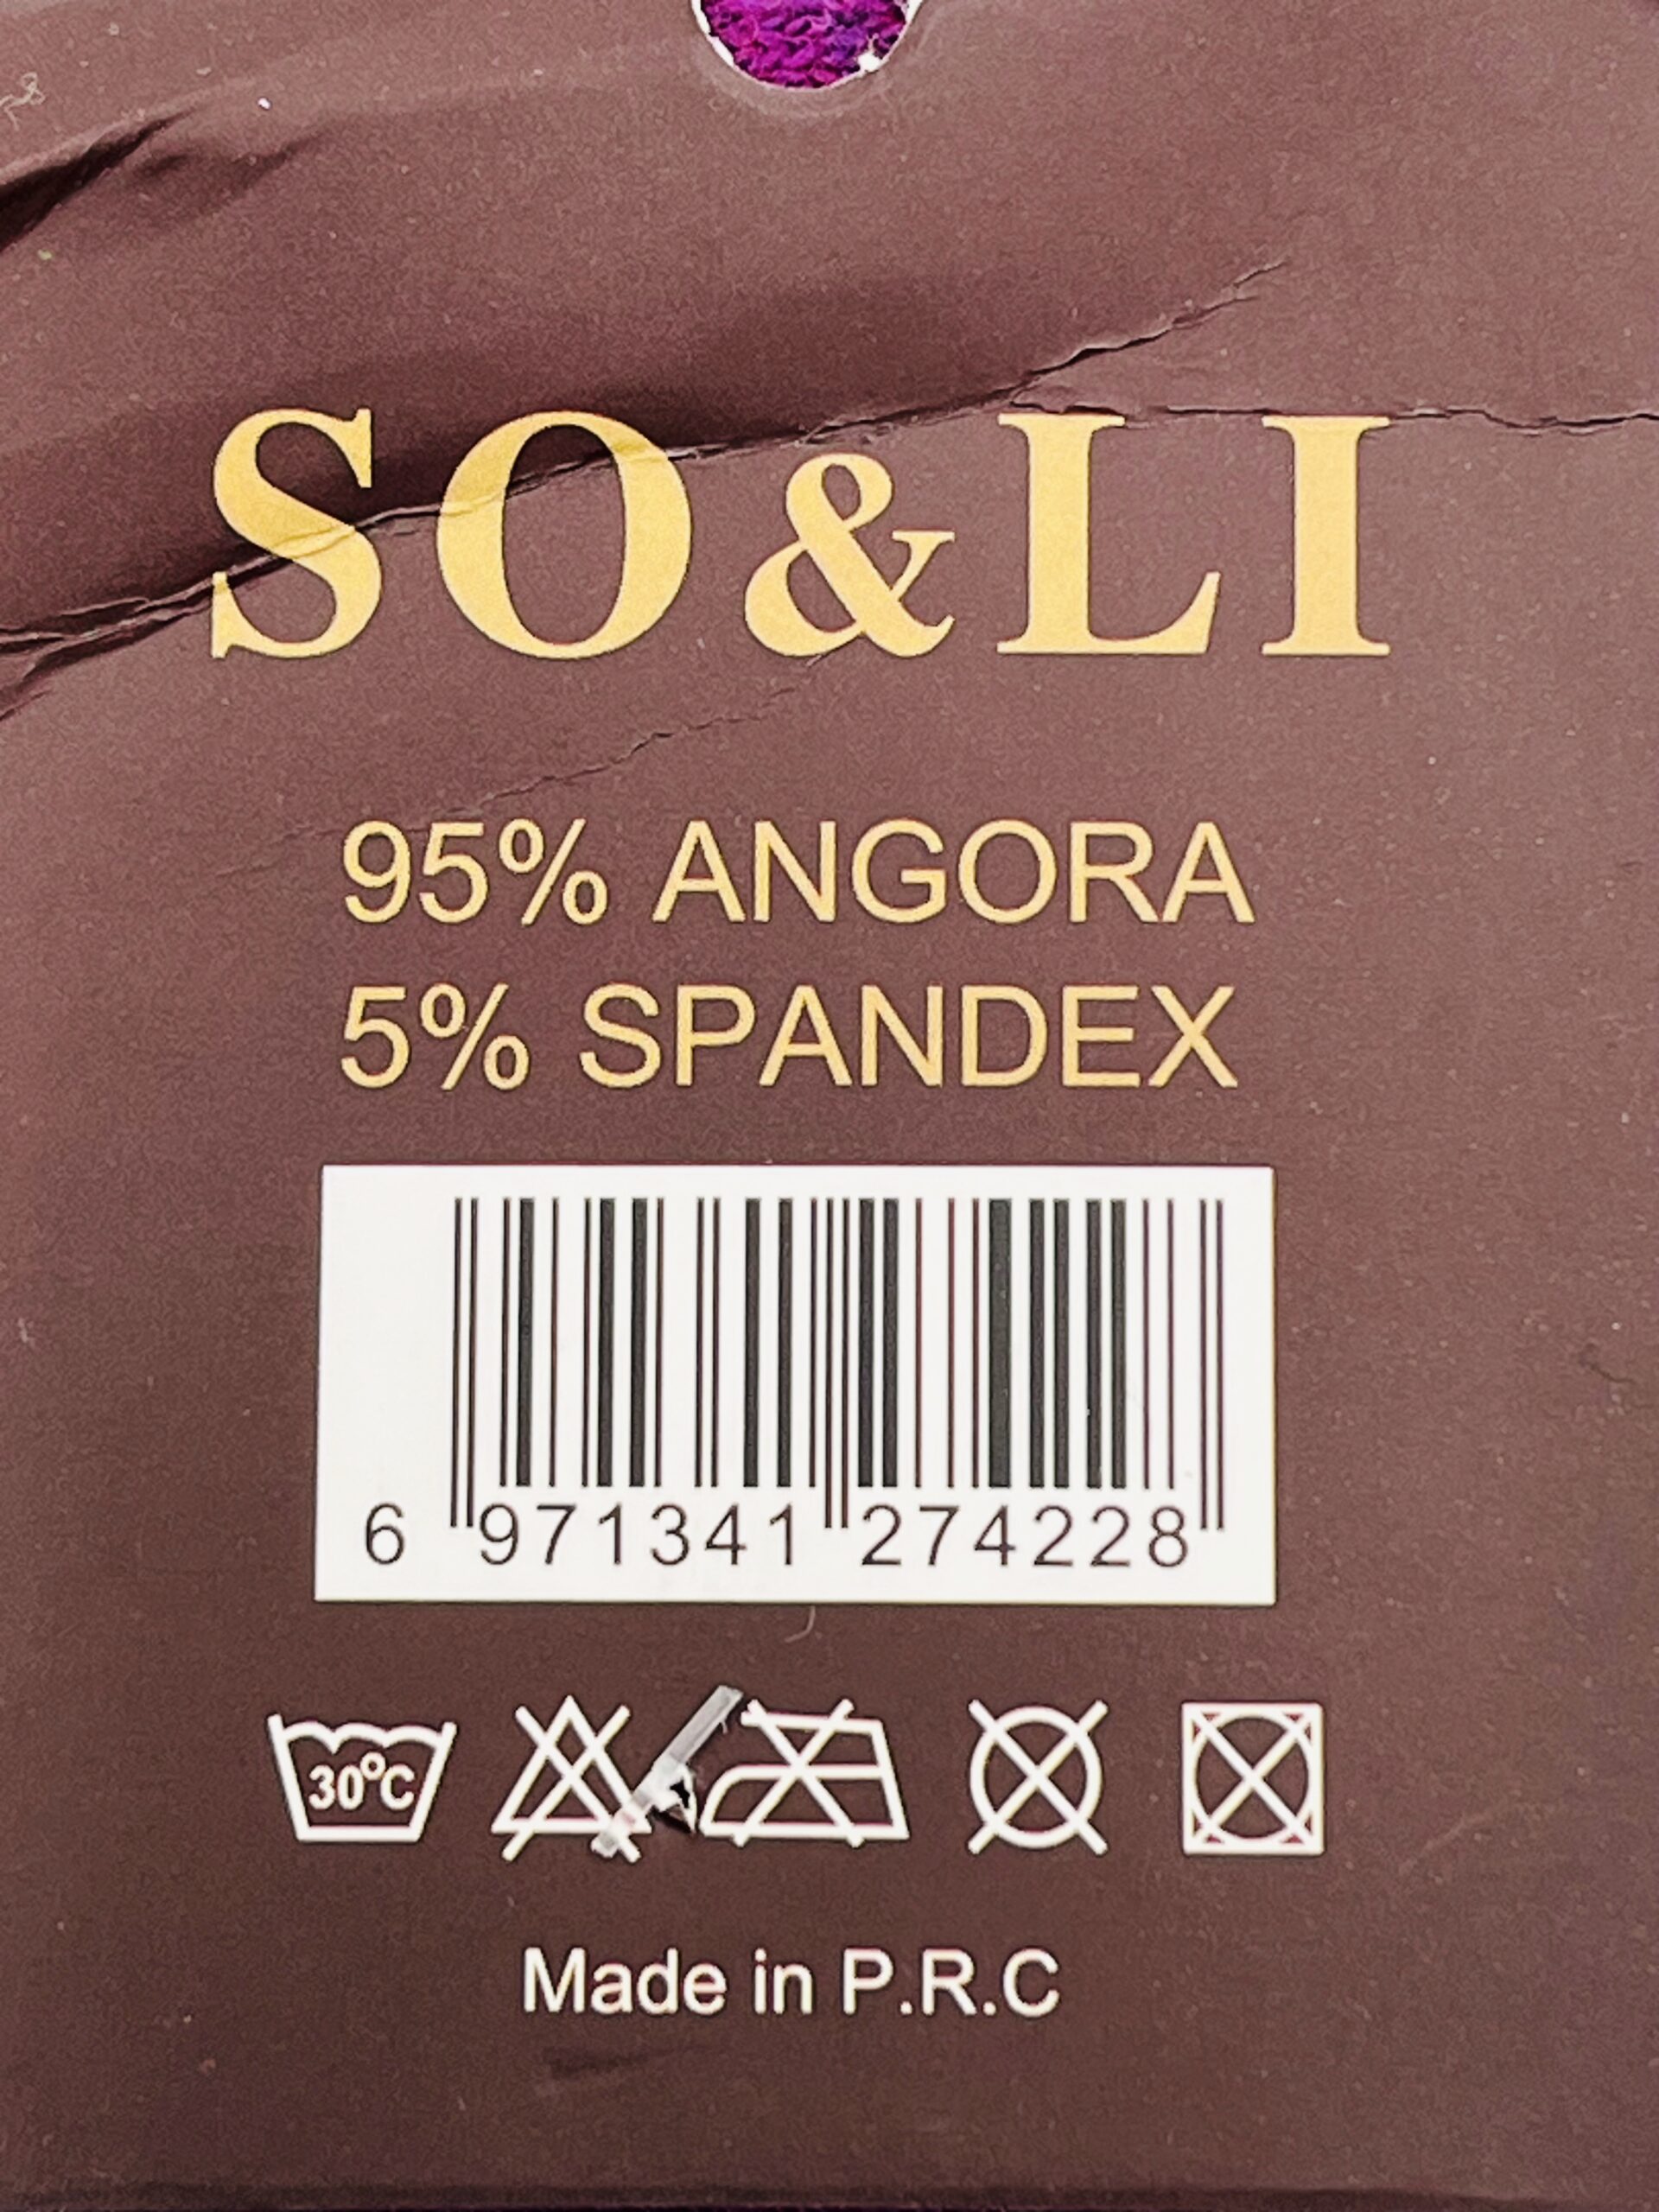 SO&LI
95% ANGORA
5% SPANDEX
6 971341 274228
30°C
Made in P.R.C